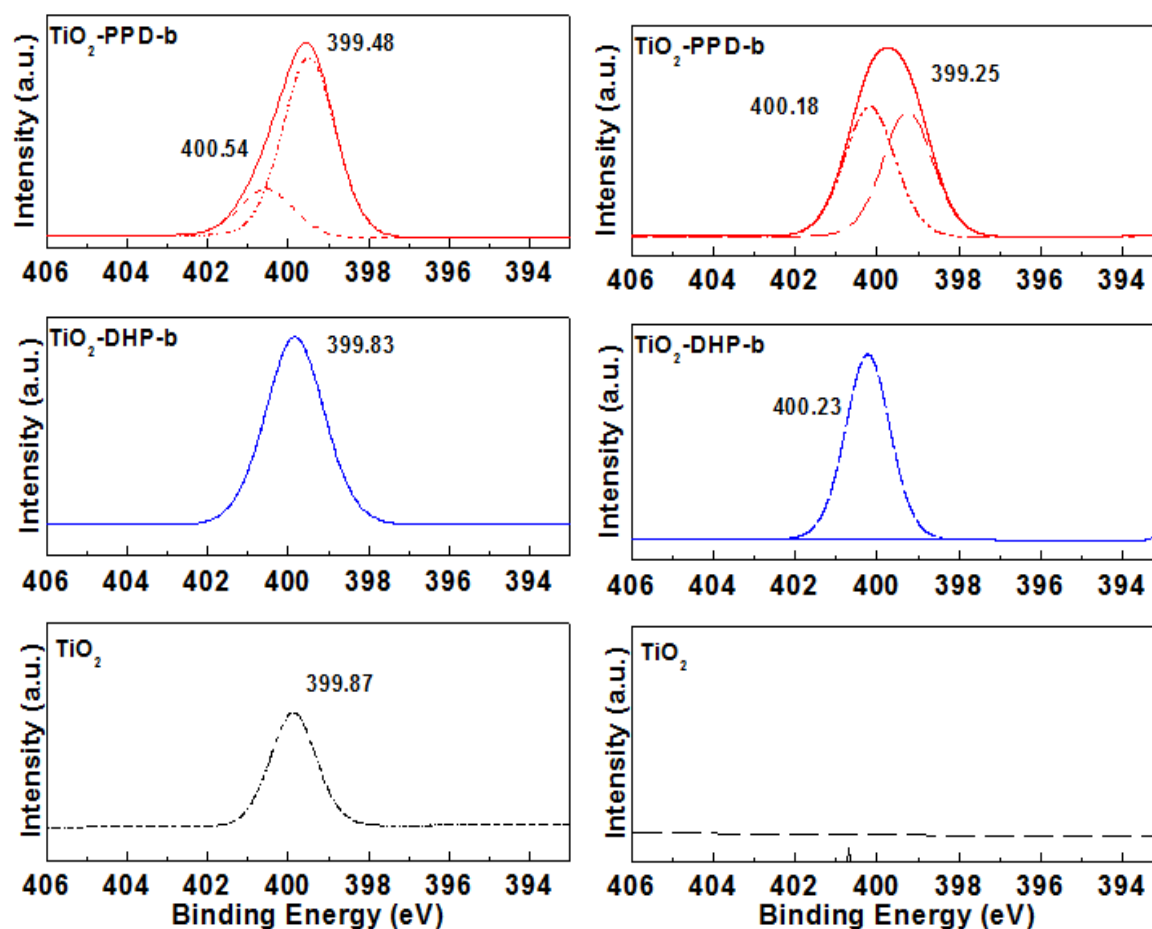 TiO2-PPD-b
399.48
400.54
Intensity (a.u.)
406 404 402 400 398 396 394
TiO2-PPD-b
399.25
400.18
Intensity (a.u.)
406 404 402 400 398 396 394
TiO2-DHP-b
399.83
Intensity (a.u.)
406 404 402 400 398 396 394
TiO2-DHP-b
400.23
Intensity (a.u.)
406 404 402 400 398 396 394
TiO2
399.87
Intensity (a.u.)
406 404 402 400 398 396 394
Binding Energy (eV)
TiO2
Intensity (a.u.)
406 404 402 400 398 396 394
Binding Energy (eV)